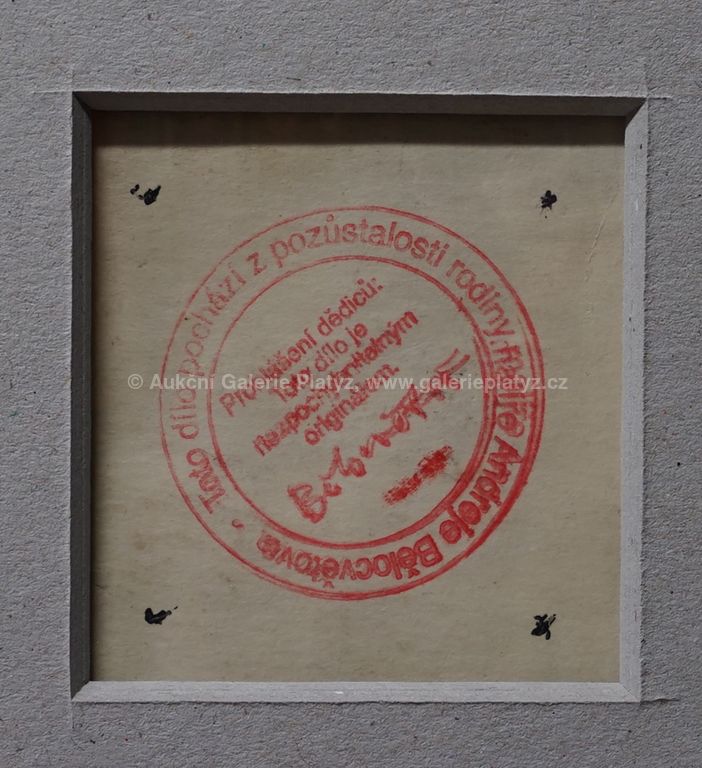 Toto dílo pochází z pozůstalosti rodiny malíře Andreje Bělocvětova -
Prohlášení dědiců:
Toto dílo je
nezpochybnitelným
originálem.
© Aukční Galerie Platýz, www.galerieplatyz.cz